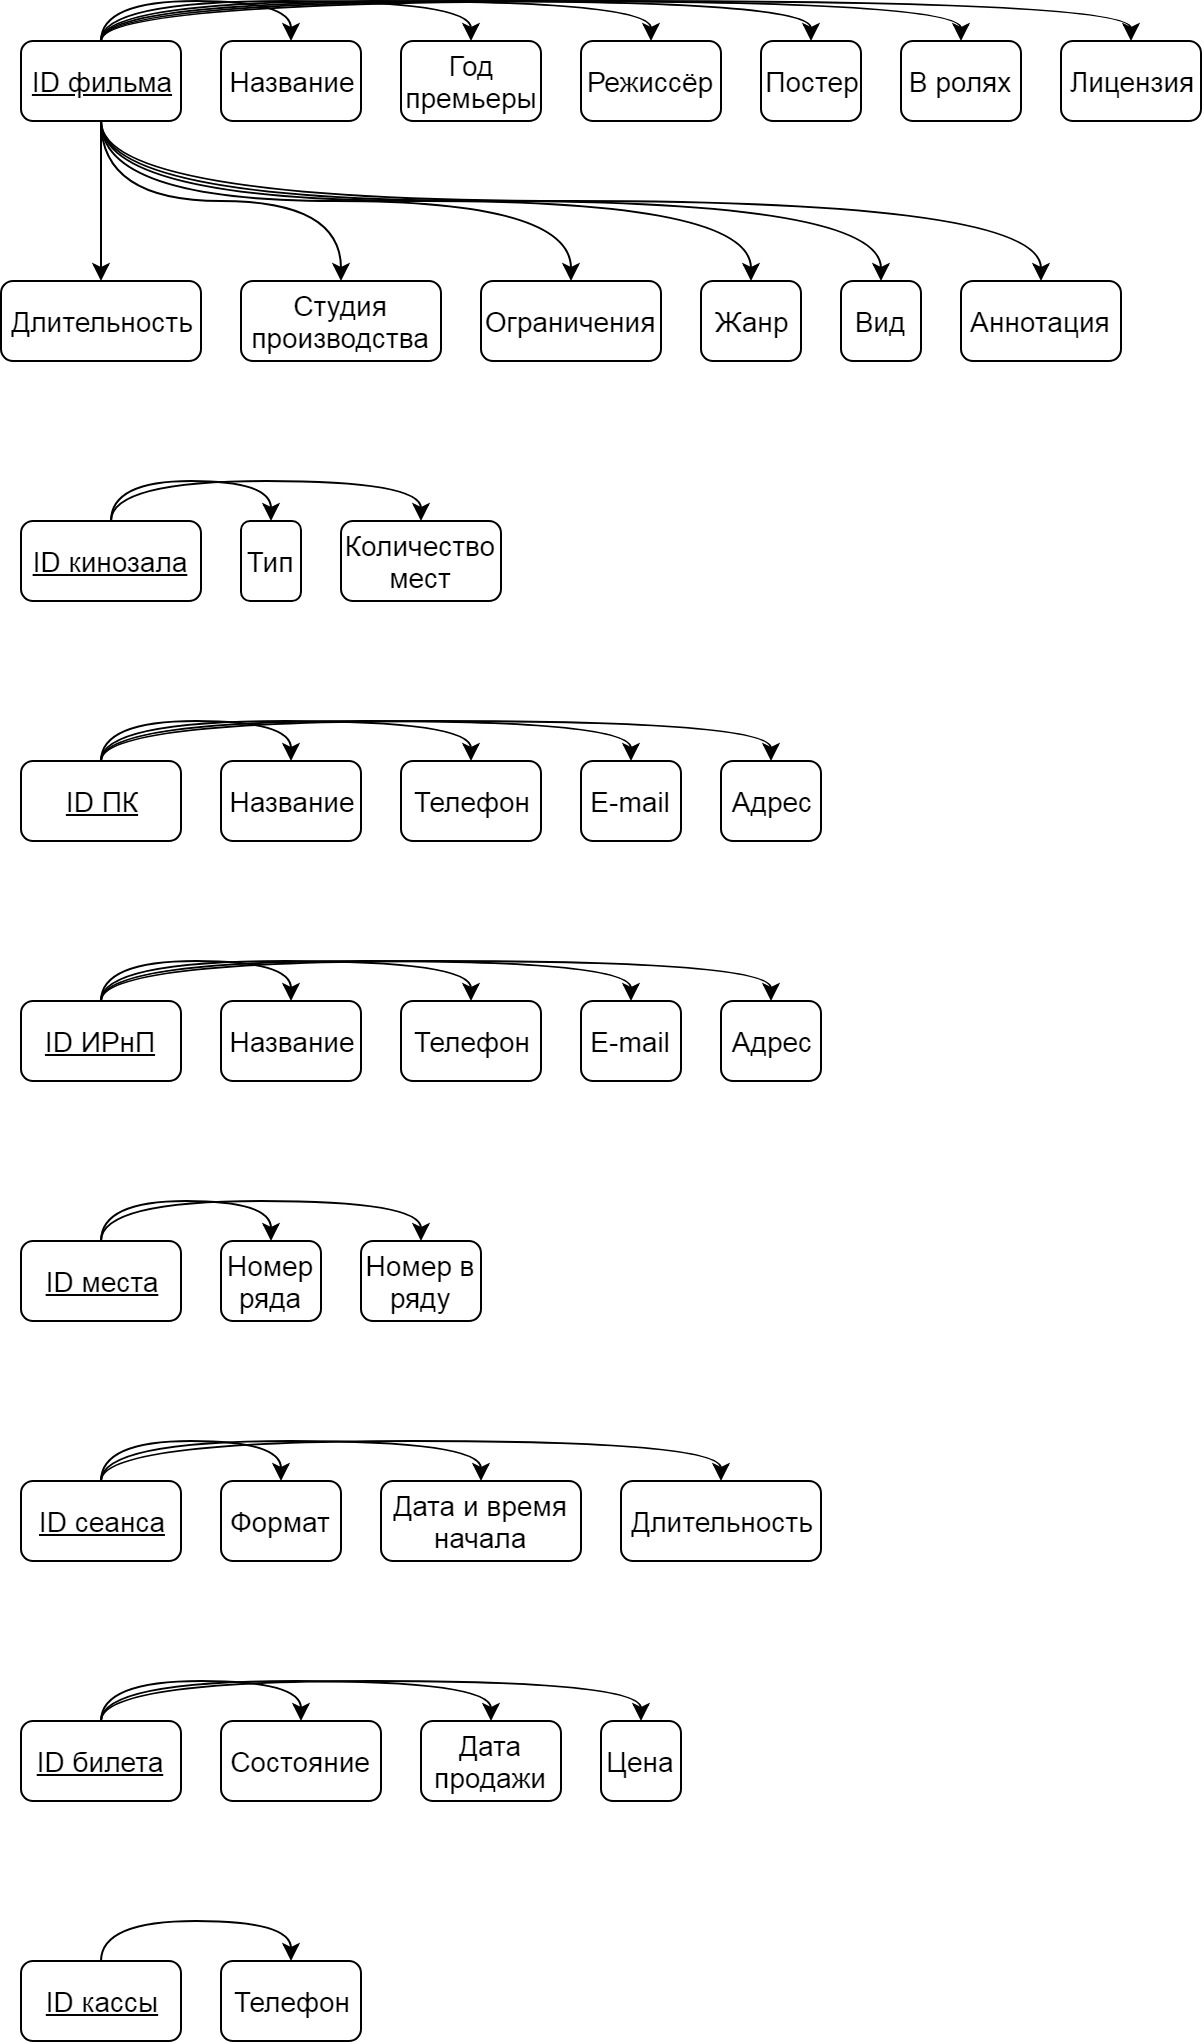 ID фильма
Название
Год
премьеры
Режиссёр
Постер
В ролях
Лицензия
Длительность
Студия
производства
Ограничения
Жанр
Вид
Аннотация
ID кинозала
Тип
Количество
мест
ID ПК
Название
Телефон
E-mail
Адрес
ID ИРнП
Название
Телефон
E-mail
Адрес
ID места
Номер
ряда
Номер в
ряду
ID сеанса
Формат
Дата и время
начала
Длительность
ID билета
Состояние
Дата
продажи
Цена
ID кассы
Телефон